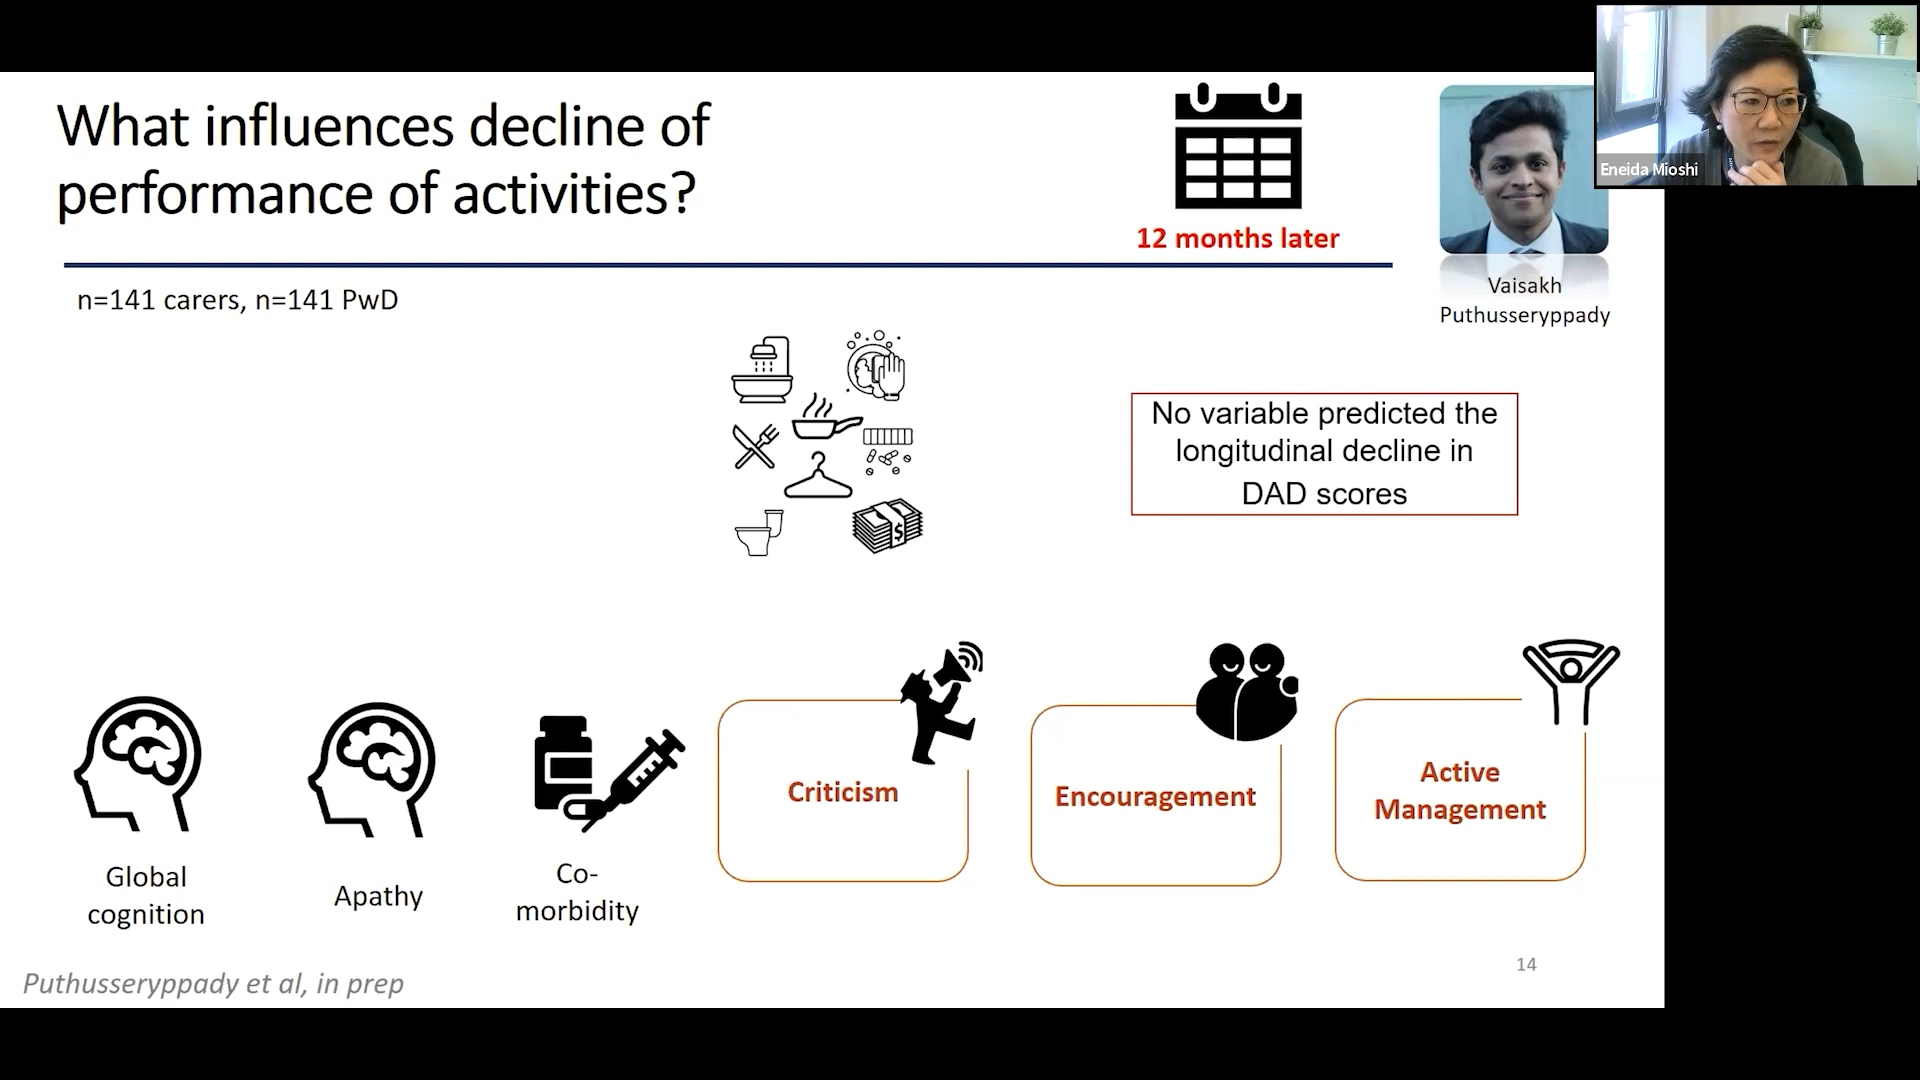 What influences decline of
performance of activities?
12 months later
Eneida Mioshi
Vaisakh
Puthusseryppady
n=141 carers, n=141 PwD
No variable predicted the
longitudinal decline in
DAD scores
$
Global
cognition
Apathy
Co-
morbidity
Criticism
Encouragement
Active
Management
Puthusseryppady et al, in prep
14